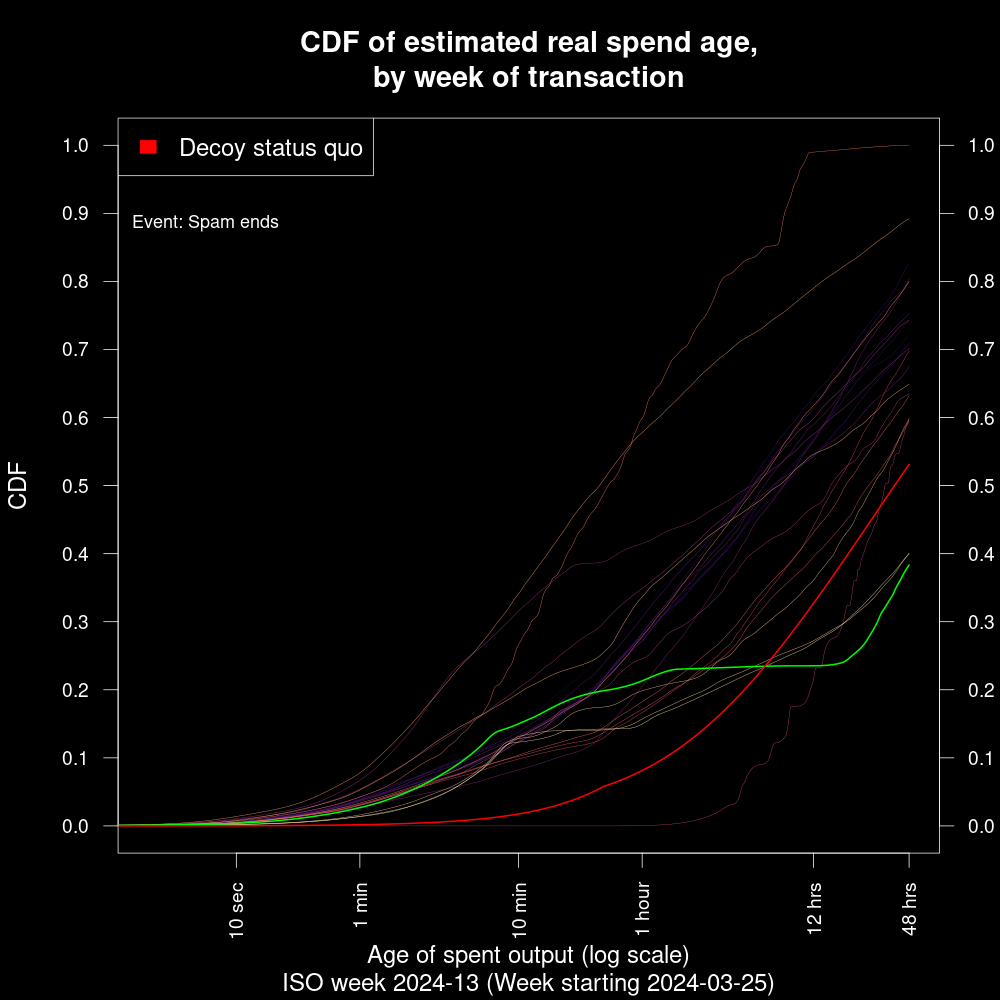 CDF of estimated real spend age,
by week of transaction
Decoy status quo
Event: Spam ends
CDF
1.0
0.9
0.8
0.7
0.6
0.5
0.4
0.3
0.2
0.1
0.0
1.0
0.9
0.8
0.7
0.6
0.5
0.4
0.3
0.2
0.1
0.0
10 sec
1 min
10 min
1 hour
12 hrs
48 hrs
Age of spent output (log scale)
ISO week 2024-13 (Week starting 2024-03-25)